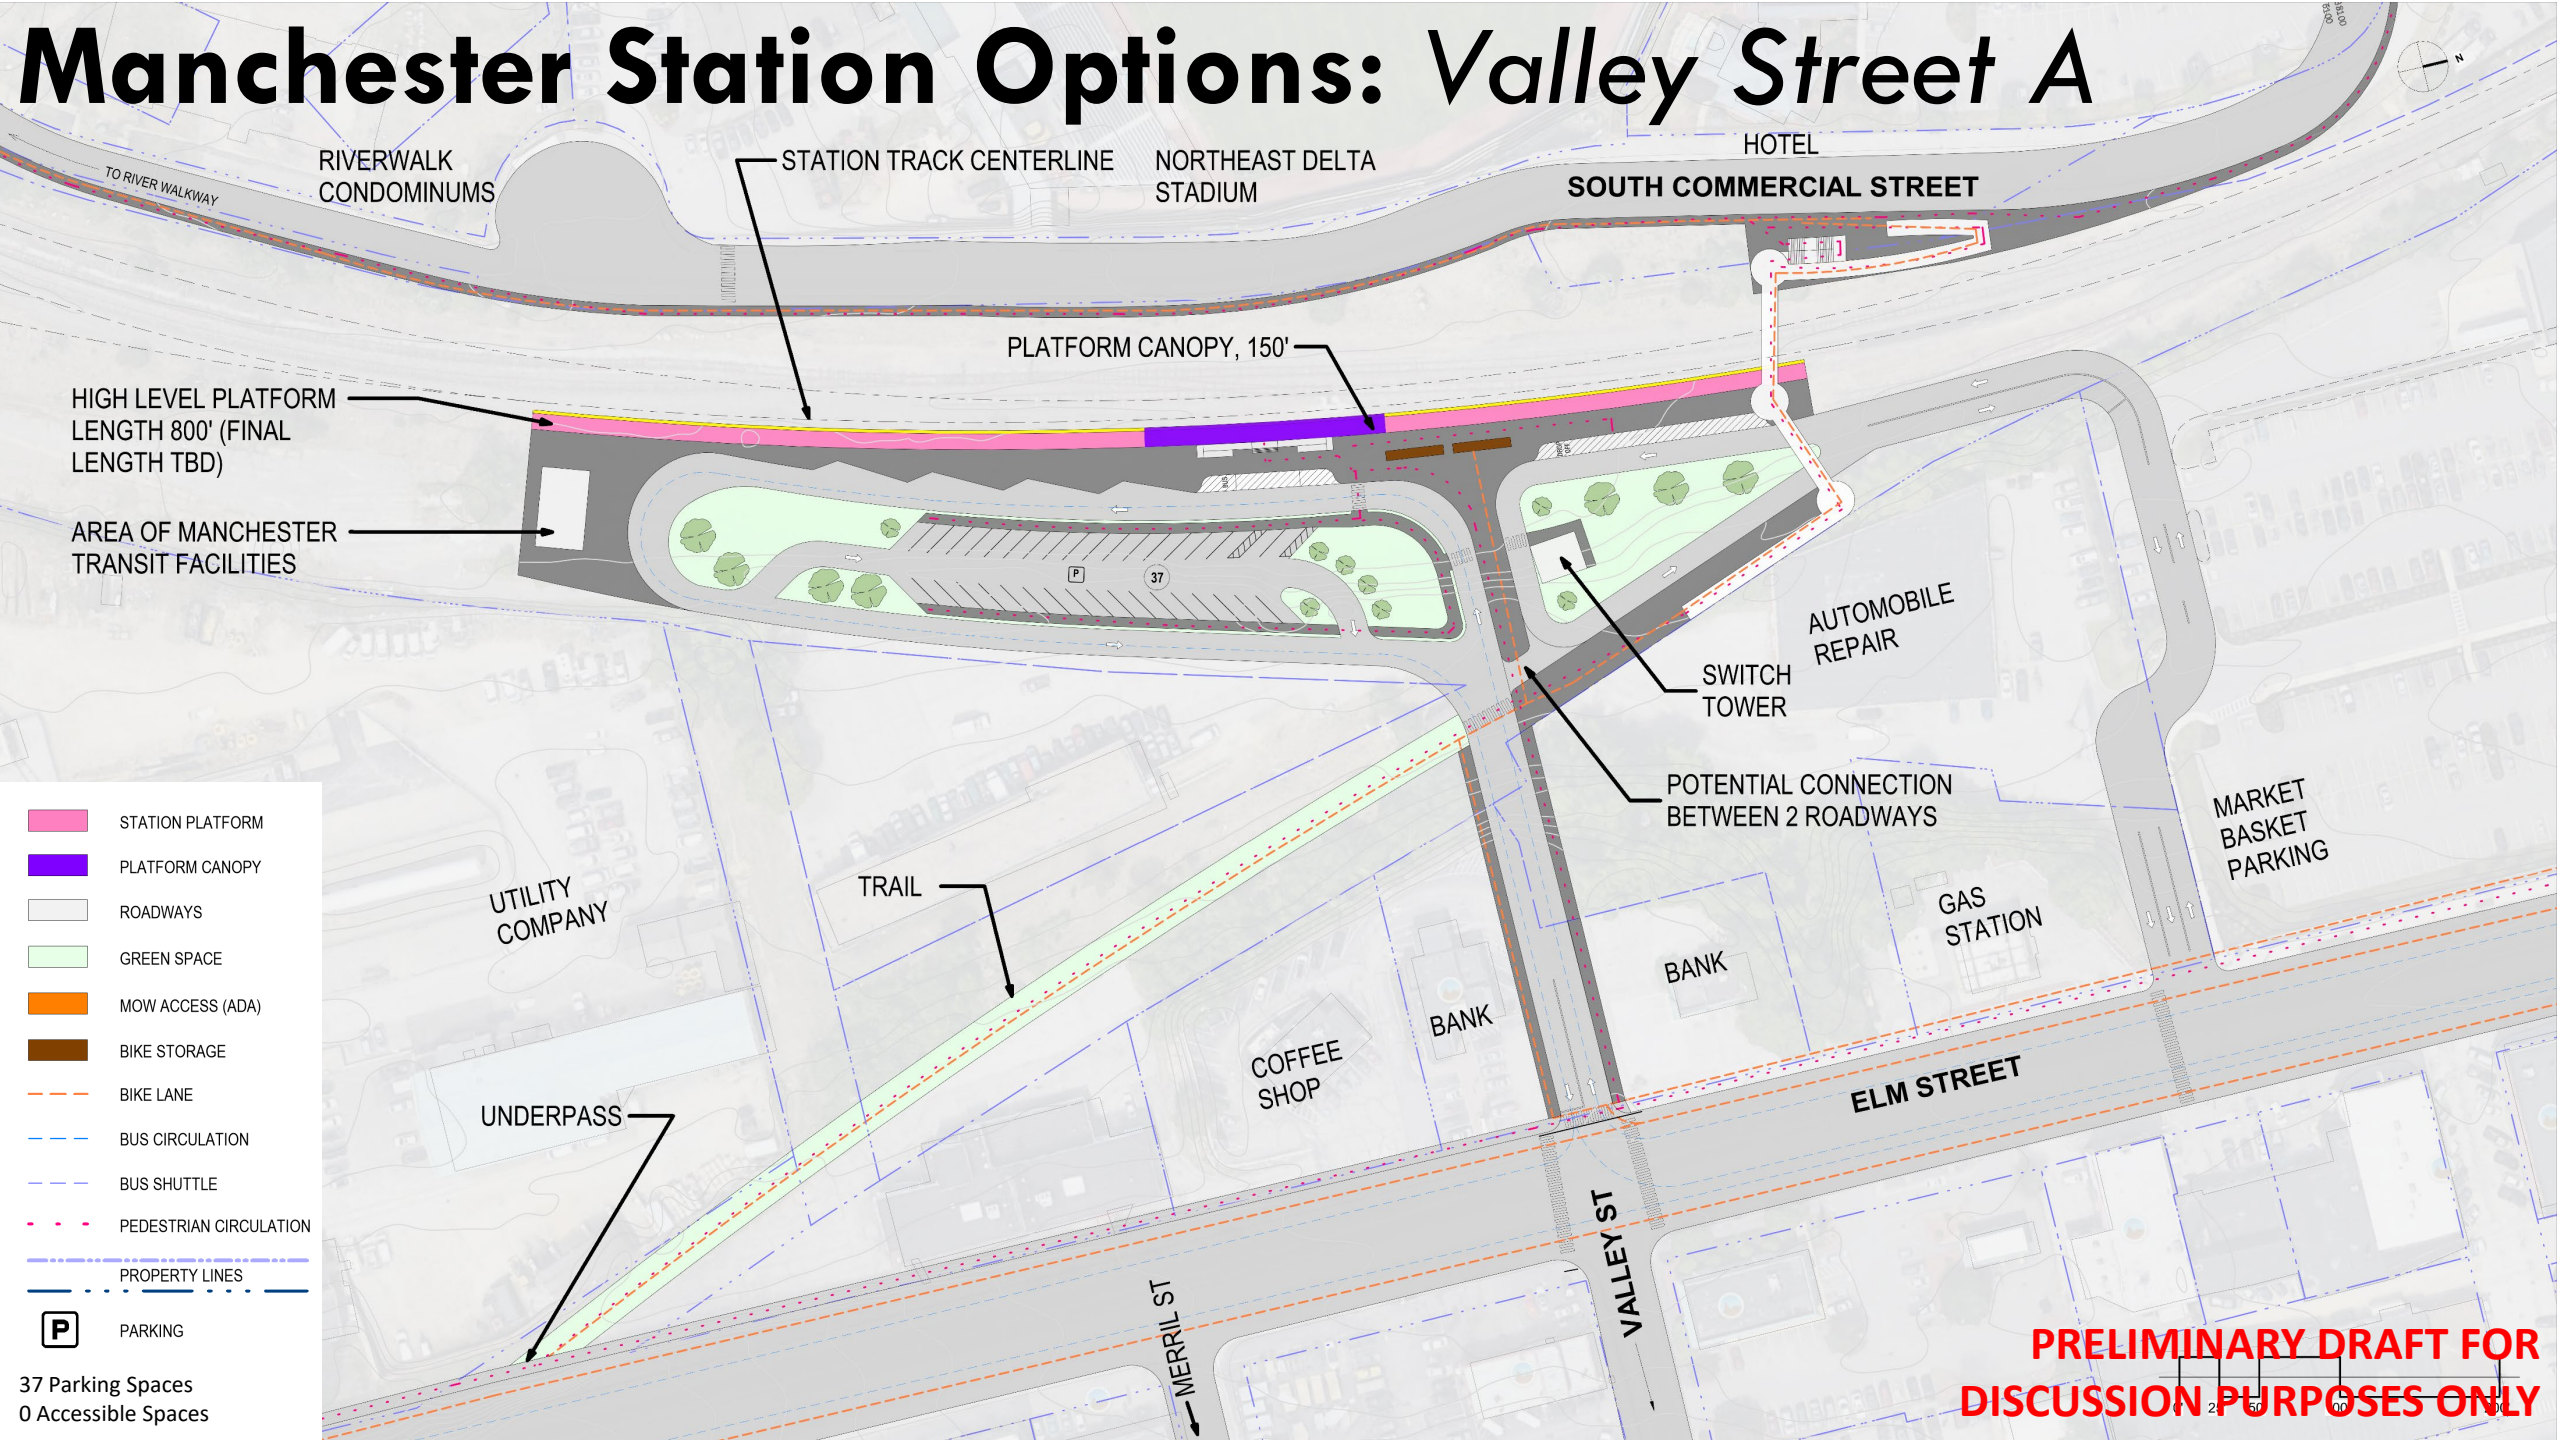 Manchester Station Options: Valley Street A
N
HOTEL
SOUTH COMMERCIAL STREET
TO RIVER WALKWAY
RIVERWALK
CONDOMINUMS
STATION TRACK CENTERLINE
NORTHEAST DELTA
STADIUM
PLATFORM CANOPY, 150'
HIGH LEVEL PLATFORM
LENGTH 800' (FINAL
LENGTH TBD)
AREA OF MANCHESTER
TRANSIT FACILITIES
BUS
P
37
AUTOMOBILE
REPAIR
SWITCH
TOWER
POTENTIAL CONNECTION
BETWEEN 2 ROADWAYS
MARKET
BASKET
PARKING
TRAIL
UTILITY
COMPANY
GAS
STATION
BANK
BANK
COFFEE
SHOP
UNDERPASS
ELM STREET
VALLEY ST
MERRIL ST
STATION PLATFORM
PLATFORM CANOPY
ROADWAYS
GREEN SPACE
MOW ACCESS (ADA)
BIKE STORAGE
BIKE LANE
BUS CIRCULATION
BUS SHUTTLE
PEDESTRIAN CIRCULATION
PROPERTY LINES
P PARKING
37 Parking Spaces
0 Accessible Spaces
PRELIMINARY DRAFT FOR
DISCUSSION PURPOSES ONLY